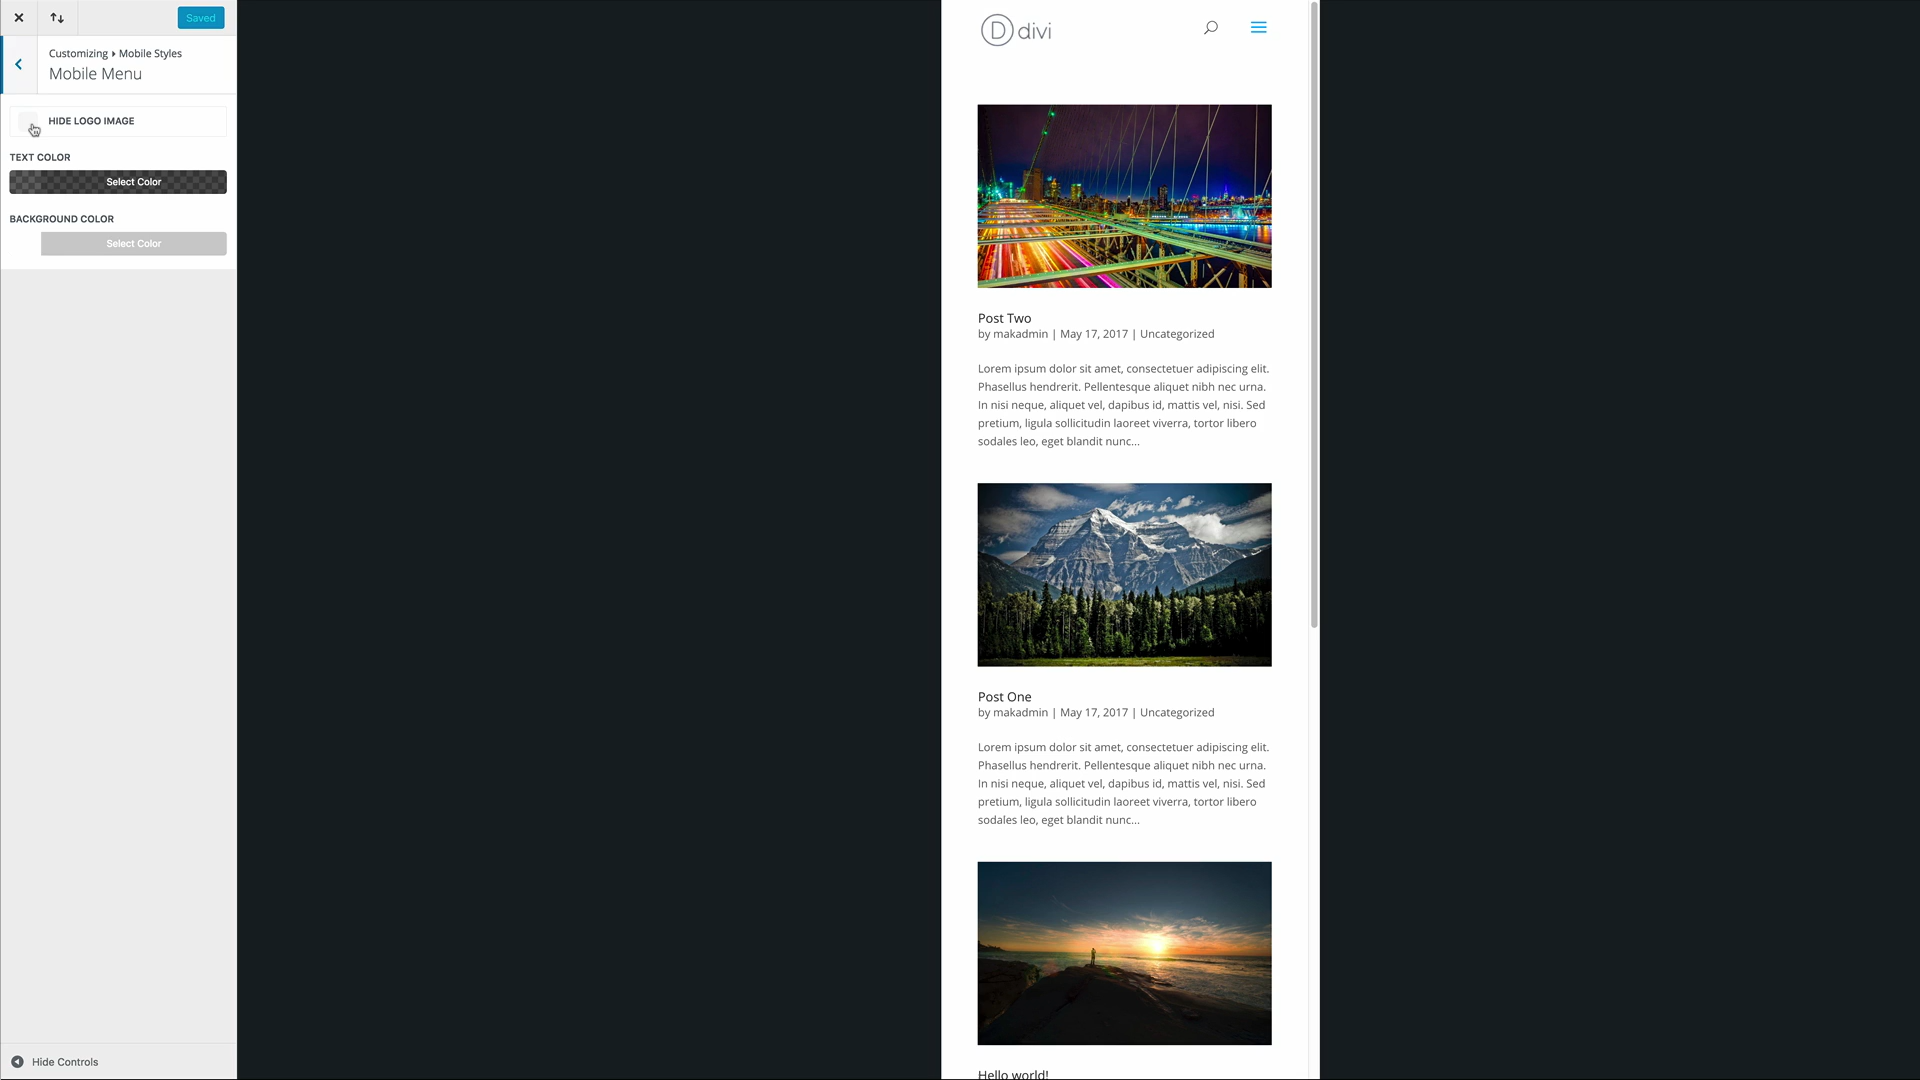 Saved
Customizing ▸ Mobile Styles
Mobile Menu
HIDE LOGO IMAGE
TEXT COLOR
Select Color
BACKGROUND COLOR
Select Color
Hide Controls
D divi
Post Two
by makadmin | May 17, 2017 | Uncategorized
Lorem ipsum dolor sit amet, consectetuer adipiscing elit.
Phasellus hendrerit. Pellentesque aliquet nibh nec urna.
In nisi neque, aliquet vel, dapibus id, mattis vel, nisi. Sed
pretium, ligula sollicitudin laoreet viverra, tortor libero
sodales leo, eget blandit nunc...
Post One
by makadmin | May 17, 2017 | Uncategorized
Lorem ipsum dolor sit amet, consectetuer adipiscing elit.
Phasellus hendrerit. Pellentesque aliquet nibh nec urna.
In nisi neque, aliquet vel, dapibus id, mattis vel, nisi. Sed
pretium, ligula sollicitudin laoreet viverra, tortor libero
sodales leo, eget blandit nunc...
Hello world!